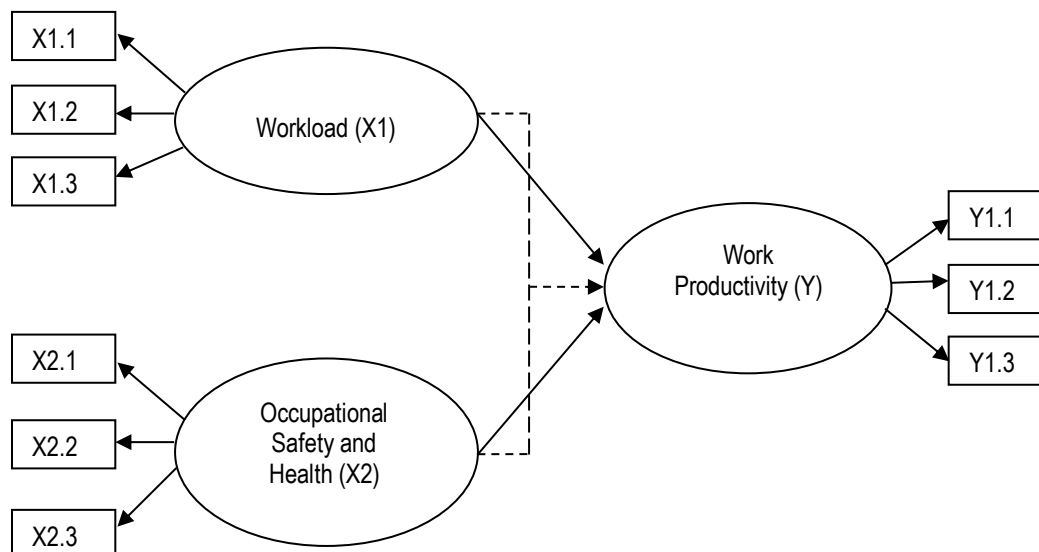 X1.1
X1.2
X1.3
Workload (X1)
X2.1
X2.2
X2.3
Occupational
Safety and
Health (X2)
Work
Productivity (Y)
Y1.1
Y1.2
Y1.3